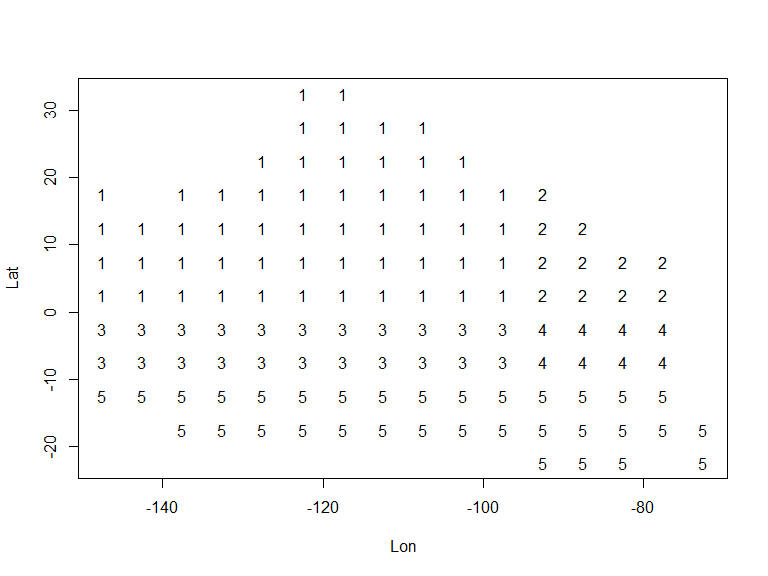 1 1
30
1 1 1 1
1 1 1 1 1 1
20
1 1 1 1 1 1 1 1 1 1 2
1 1 1 1 1 1 1 1 1 1 1 2 2
10
1 1 1 1 1 1 1 1 1 1 1 2 2 2 2
Lat
1 1 1 1 1 1 1 1 1 1 1 2 2 2 2
0
3 3 3 3 3 3 3 3 3 3 3 4 4 4 4
3 3 3 3 3 3 3 3 3 3 3 4 4 4 4
-10
5 5 5 5 5 5 5 5 5 5 5 5 5 5 5
5 5 5 5 5 5 5 5 5 5 5 5 5 5
-20
5 5 5 5
-140 -120 -100 -80
Lon